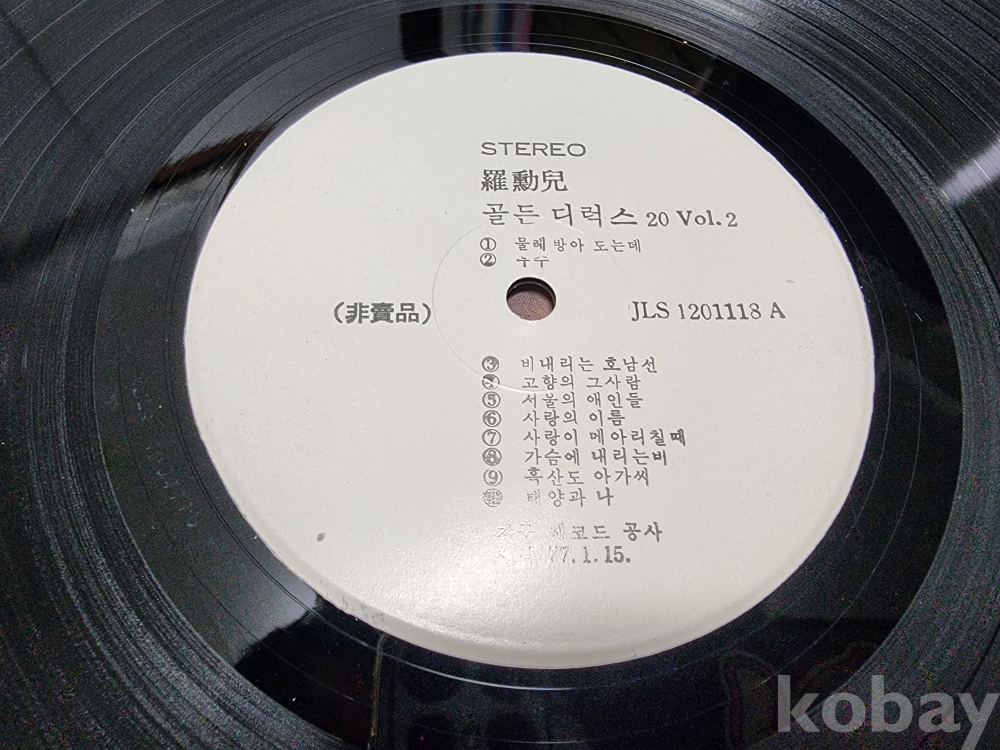 STEREO
羅勳兒
골든 디럭스 20 Vol.2
① 물레방아 도는데
②
(非賣品)
JLS 1201118 A
③ 비내리는 호남선
④ 고향의 그사람
⑤ 서울의 애인들
⑥ 사랑의 이름
⑦ 사랑이 메아리칠때
⑧ 가슴에 내리는비
⑨ 흑산도 아가씨
⑩ 태양과 나
레코드 공사
77.1.15.
kobay